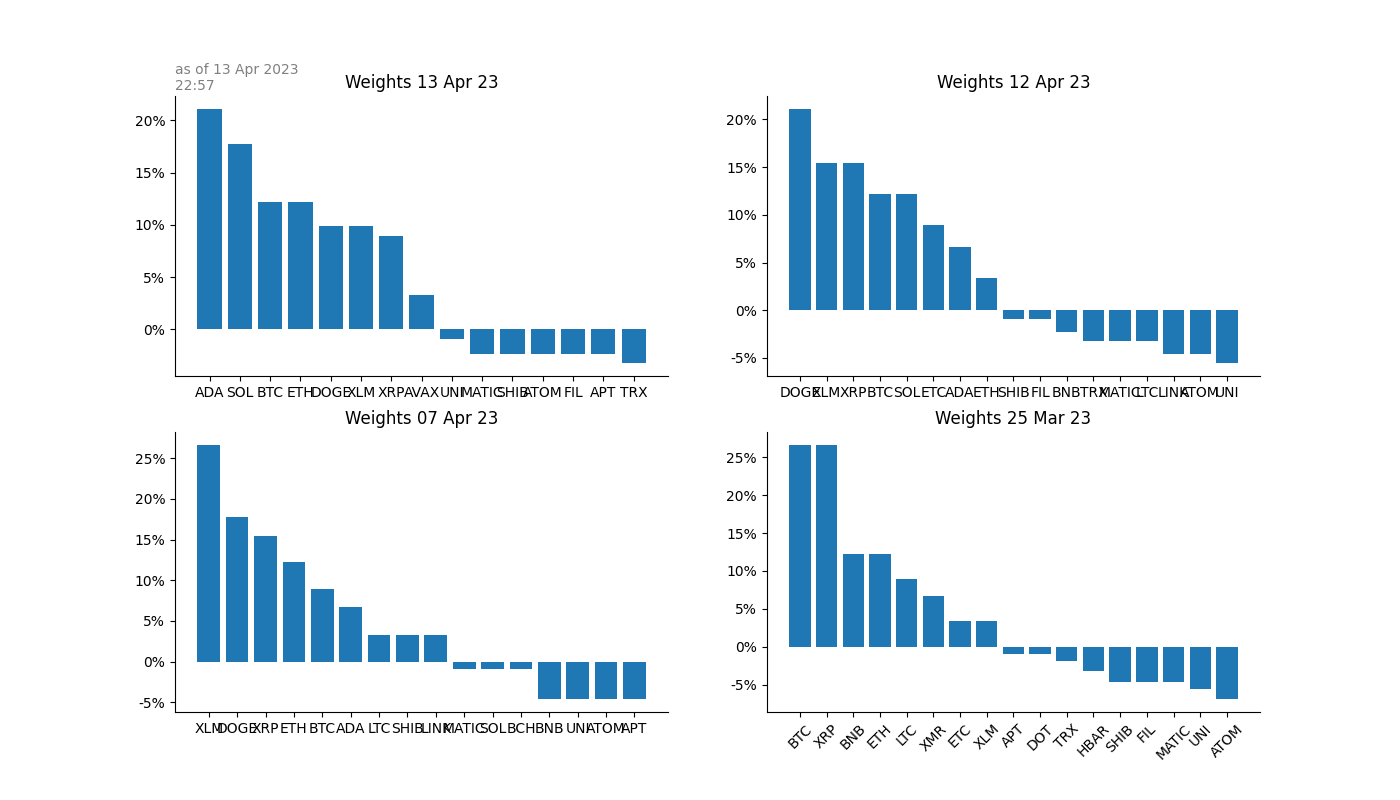 as of 13 Apr 2023
22:57
Weights 13 Apr 23
20%
15%
10%
5%
0%
ADA SOL BTC ETH DOGE XLM XRP AVAX UNI MATIC SHIB ATOM FIL APT TRX
Weights 12 Apr 23
20%
15%
10%
5%
0%
-5%
DOGE XLM XRP BTC SOL ETC ADA ETH SHIB FIL BNB TRX MATIC LTC LINK ATOM UNI
Weights 07 Apr 23
25%
20%
15%
10%
5%
0%
-5%
XLM DOGE XRP ETH BTC ADA LTC SHIB LINK MATIC SOL BCH BNB UNI ATOM APT
Weights 25 Mar 23
25%
20%
15%
10%
5%
0%
-5%
BTC XRP BNB ETH LTC XMR ETC XLM APT DOT TRX HBAR SHIB FIL MATIC UNI ATOM